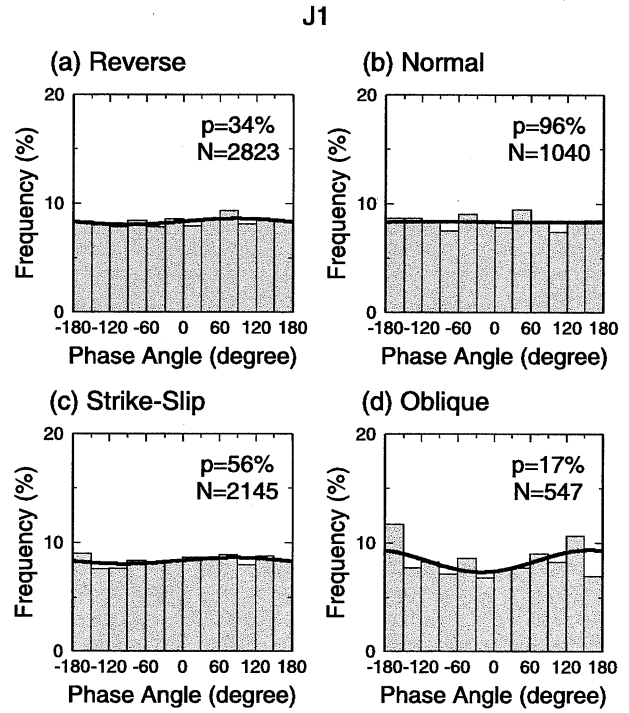 J1
(a) Reverse
20
10
0
Frequency (%)
p=34%
N=2823
-180 -120 -60 0 60 120 180
Phase Angle (degree)
(b) Normal
20
10
0
Frequency (%)
p=96%
N=1040
-180 -120 -60 0 60 120 180
Phase Angle (degree)
(c) Strike-Slip
20
10
0
Frequency (%)
p=56%
N=2145
-180 -120 -60 0 60 120 180
Phase Angle (degree)
(d) Oblique
20
10
0
Frequency (%)
p=17%
N=547
-180 -120 -60 0 60 120 180
Phase Angle (degree)